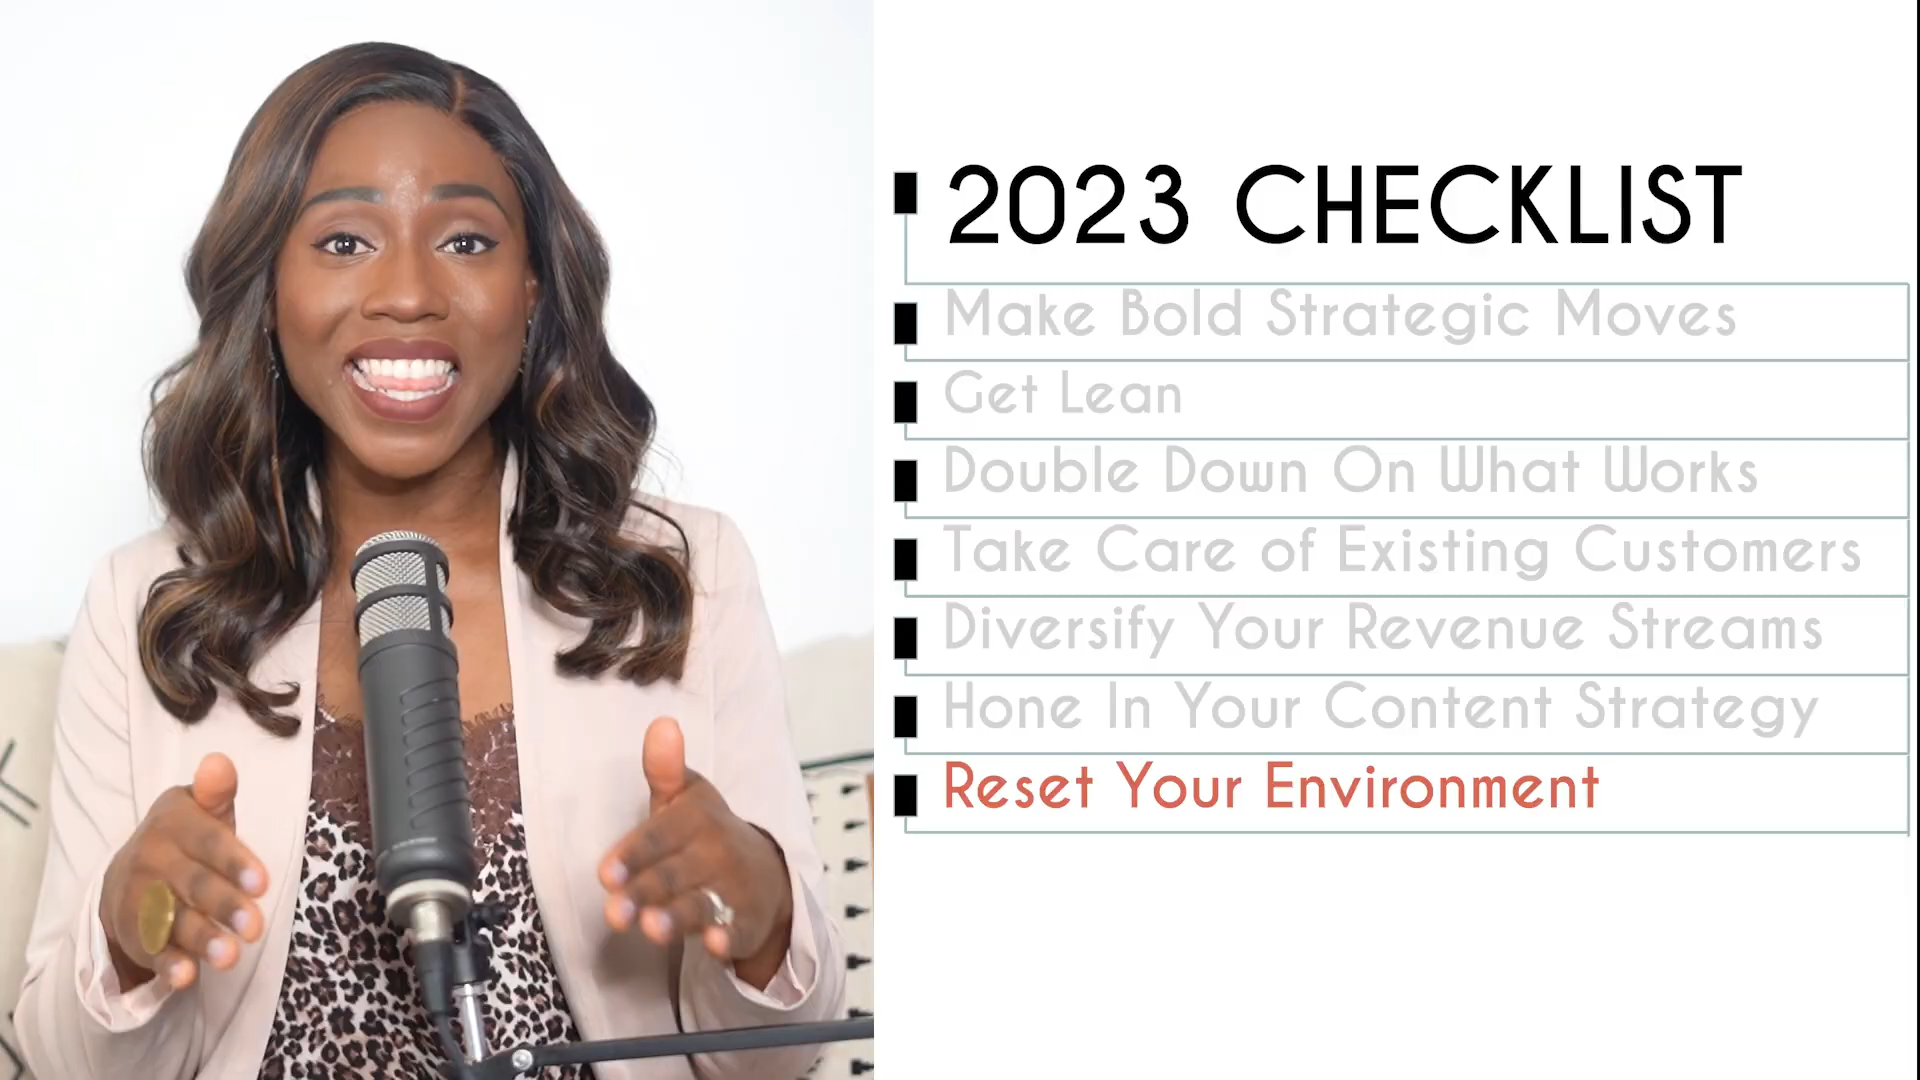 2023 CHECKLIST
Make Bold Strategic Moves
Get Lean
Double Down On What Works
Take Care of Existing Customers
Diversify Your Revenue Streams
Hone In Your Content Strategy
Reset Your Environment